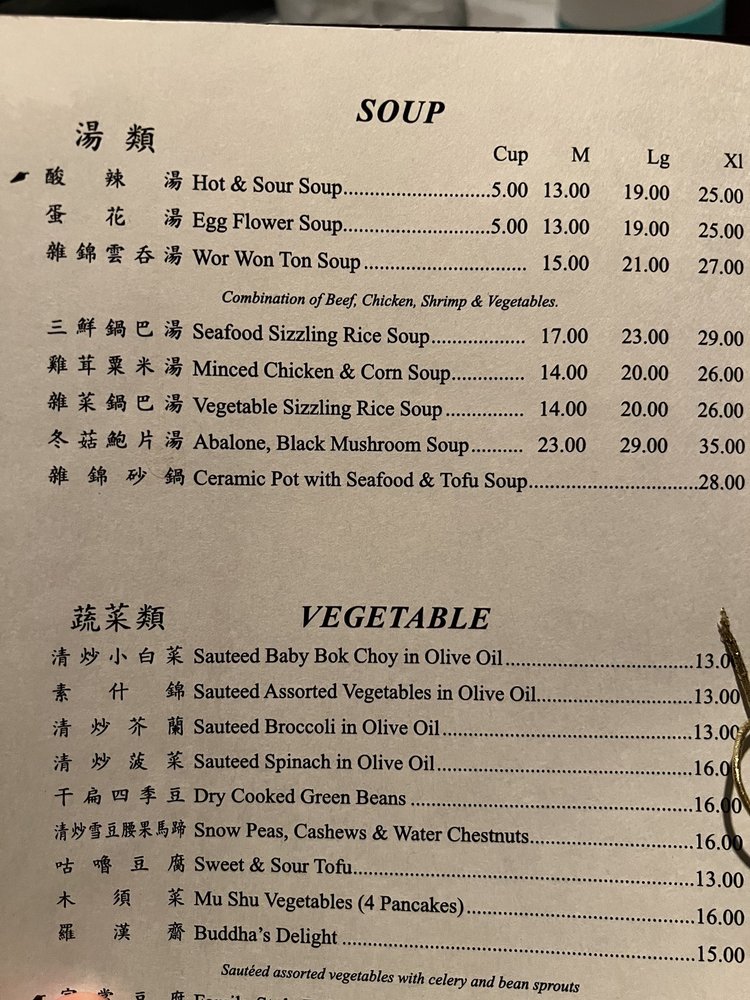 SOUP
湯類
Cup M Lg Xl
酸辣湯 Hot & Sour Soup..............................5.00 13.00 19.00 25.00
蛋花湯 Egg Flower Soup..............................5.00 13.00 19.00 25.00
雜錦雲吞湯 Wor Won Ton Soup.............................. 15.00 21.00 27.00
Combination of Beef, Chicken, Shrimp & Vegetables.
三鮮鍋巴湯 Seafood Sizzling Rice Soup................. 17.00 23.00 29.00
雞茸粟米湯 Minced Chicken & Corn Soup............. 14.00 20.00 26.00
雜菜鍋巴湯 Vegetable Sizzling Rice Soup.............. 14.00 20.00 26.00
冬菇鮑片湯 Abalone, Black Mushroom Soup.......... 23.00 29.00 35.00
雜錦砂鍋 Ceramic Pot with Seafood & Tofu Soup................................28.00
蔬菜類 VEGETABLE
清炒小白菜 Sauteed Baby Bok Choy in Olive Oil....................................13.00
素什錦 Sauteed Assorted Vegetables in Olive Oil..............................13.00
清炒芥蘭 Sauteed Broccoli in Olive Oil................................................13.00
清炒菠菜 Sauteed Spinach in Olive Oil.................................................16.00
干扁四季豆 Dry Cooked Green Beans.....................................................16.00
清炒雪豆腰果馬蹄 Snow Peas, Cashews & Water Chestnuts...............................16.00
咕嚕豆腐 Sweet & Sour Tofu................................................................13.00
木須菜 Mu Shu Vegetables (4 Pancakes)...........................................16.00
羅漢齋 Buddha's Delight..................................................................15.00
Sautéed assorted vegetables with celery and bean sprouts